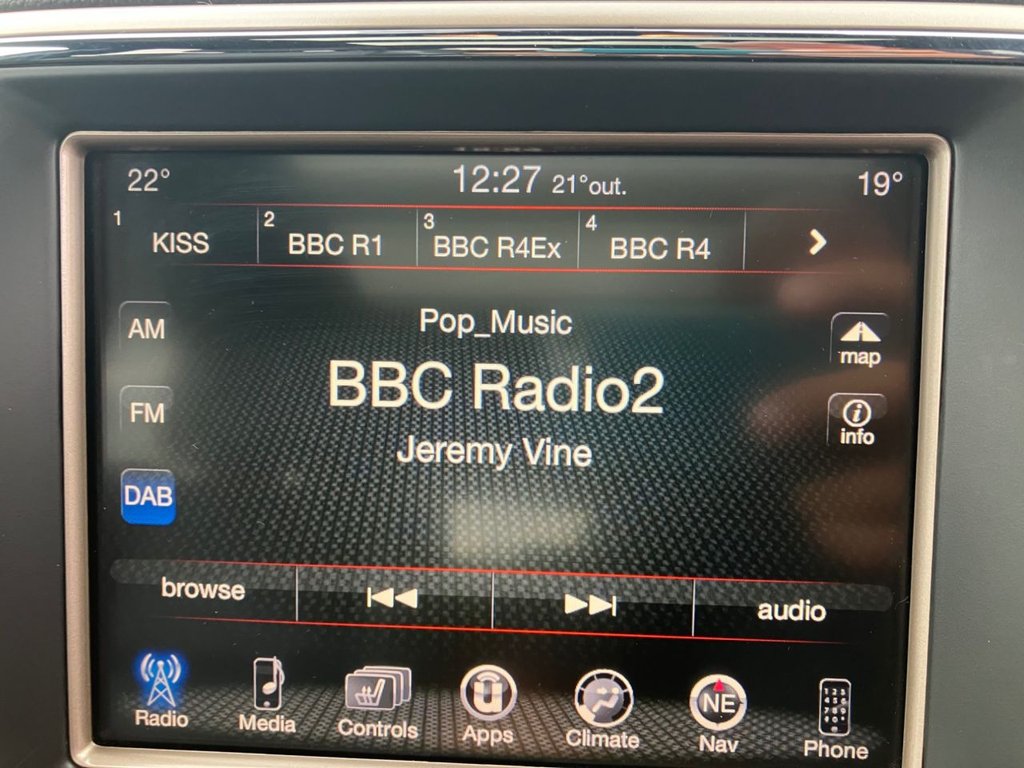 22° 12:27 21°out. 19°
1 KISS 2 BBC R1 3 BBC R4Ex 4 BBC R4
Pop_Music
AM
map
BBC Radio2
FM
info
Jeremy Vine
DAB
browse audio
Radio Media Controls Apps Climate NE Nav Phone